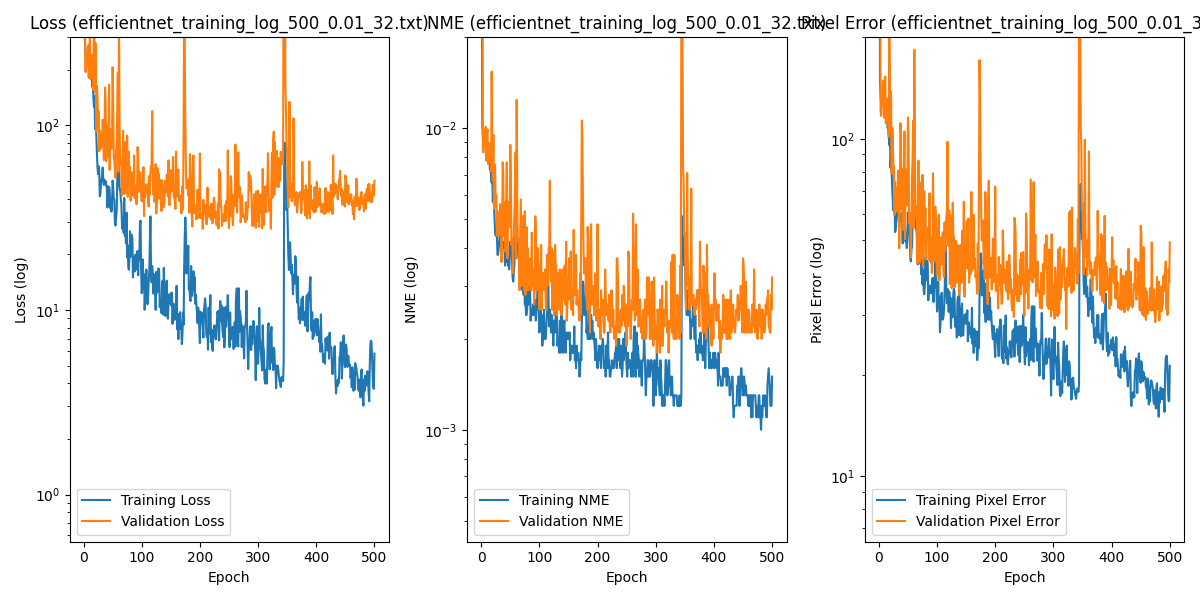 Loss (efficientnet_training_log_500_0.01_32.txt)
NME (efficientnet_training_log_500_0.01_32.txt)
Pixel Error (efficientnet_training_log_500_0.01_3
Loss (log)
10²
10¹
10⁰
Training Loss
Validation Loss
0 100 200 300 400 500
Epoch
NME (log)
10⁻²
10⁻³
Training NME
Validation NME
0 100 200 300 400 500
Epoch
Pixel Error (log)
10²
10¹
Training Pixel Error
Validation Pixel Error
0 100 200 300 400 500
Epoch